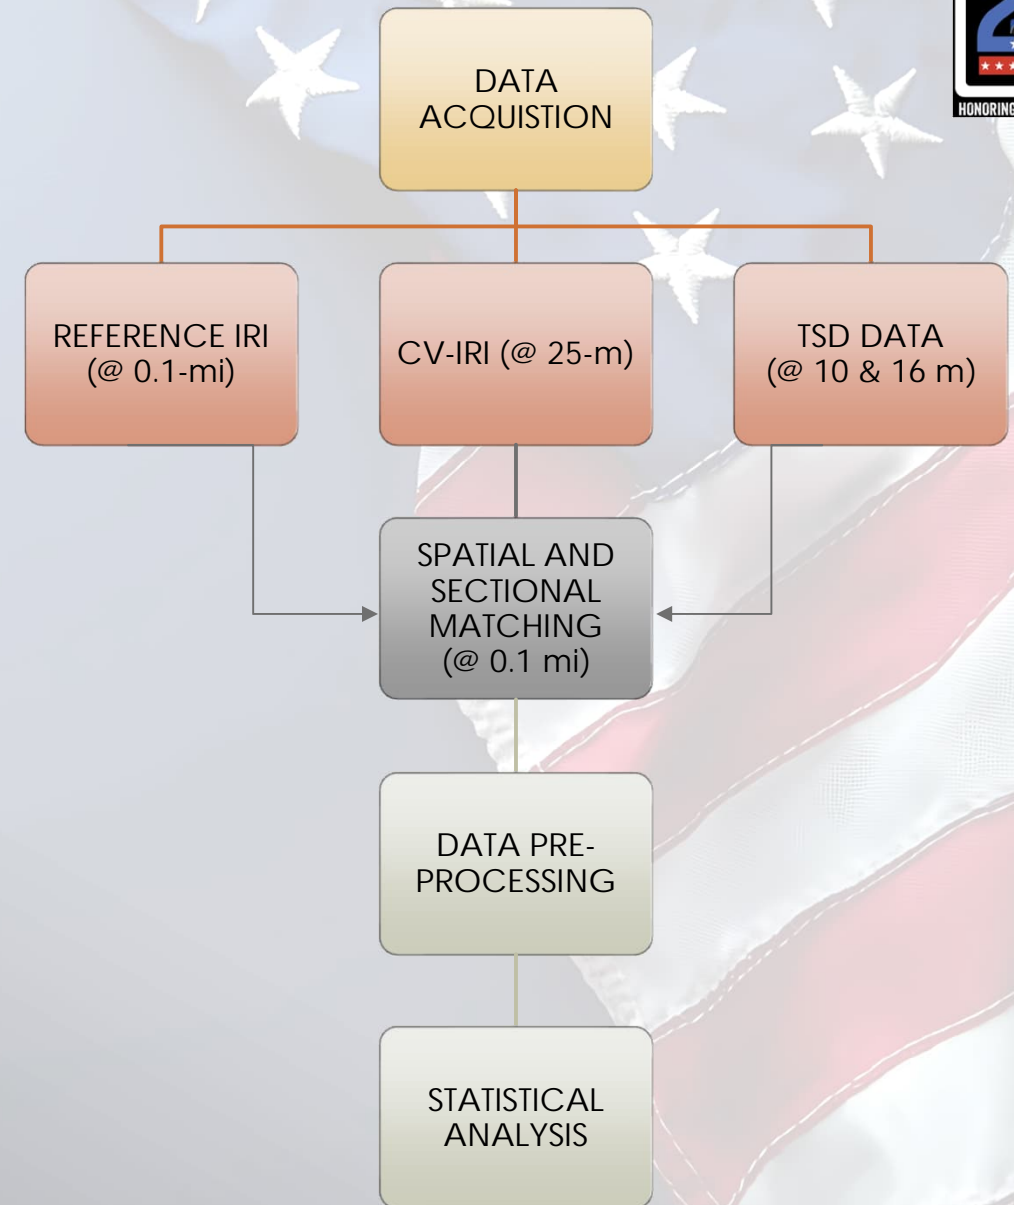 HONORING
DATA
ACQUISTION
REFERENCE IRI
(@ 0.1-mi)
CV-IRI (@ 25-m)
TSD DATA
(@ 10 & 16 m)
SPATIAL AND
SECTIONAL
MATCHING
(@ 0.1 mi)
DATA PRE-
PROCESSING
STATISTICAL
ANALYSIS